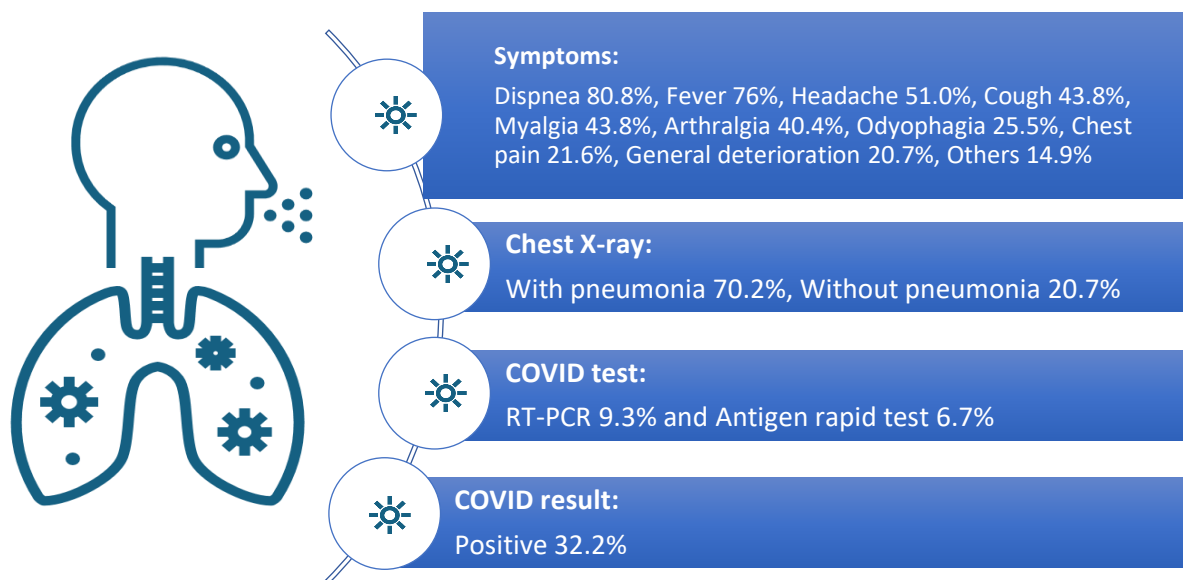 Symptoms:
Dispnea 80.8%, Fever 76%, Headache 51.0%, Cough 43.8%,
Myalgia 43.8%, Arthralgia 40.4%, Odyophagia 25.5%, Chest
pain 21.6%, General deterioration 20.7%, Others 14.9%
Chest X-ray:
With pneumonia 70.2%, Without pneumonia 20.7%
COVID test:
RT-PCR 9.3% and Antigen rapid test 6.7%
COVID result:
Positive 32.2%